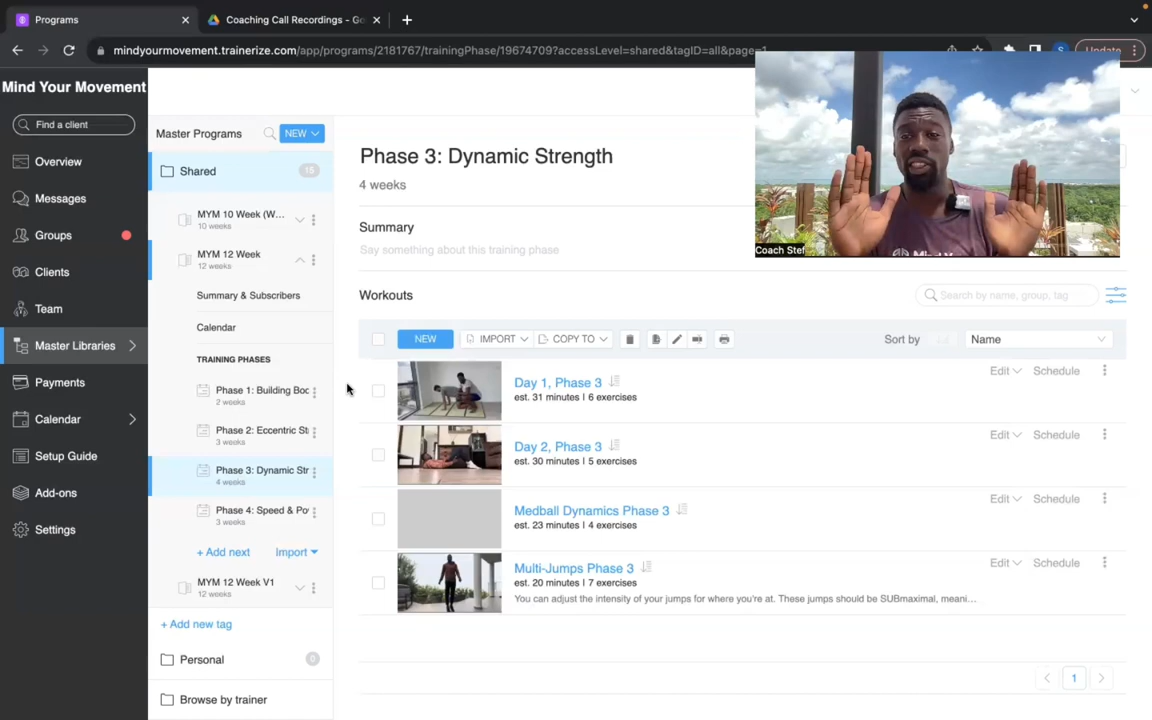 Programs
Coaching Call Recordings - Go
mindyourmovement.trainerize.com/app/programs/2181767/trainingPhase/19674709?accessLevel=shared&tagID=all&page=1
S
Update
Mind Your Movement
Find a client
Overview
Messages
Groups
Clients
Team
Master Libraries
Payments
Calendar
Setup Guide
Add-ons
Settings
Master Programs
NEW
Shared
15
MYM 10 Week (W...
10 weeks
MYM 12 Week
12 weeks
Summary & Subscribers
Calendar
TRAINING PHASES
Phase 1: Building Boc
2 weeks
Phase 2: Eccentric St
3 weeks
Phase 3: Dynamic Str
4 weeks
Phase 4: Speed & Po
3 weeks
+ Add next
Import
MYM 12 Week V1
12 weeks
+ Add new tag
Personal
0
Browse by trainer
Phase 3: Dynamic Strength
4 weeks
Summary
Say something about this training phase
Workouts
Search by name, group, tag
NEW
IMPORT
COPY TO
Sort by
Name
Day 1, Phase 3
est. 31 minutes | 6 exercises
Edit
Schedule
Day 2, Phase 3
est. 30 minutes | 5 exercises
Edit
Schedule
Medball Dynamics Phase 3
est. 23 minutes | 4 exercises
Edit
Schedule
Multi-Jumps Phase 3
est. 20 minutes | 7 exercises
You can adjust the intensity of your jumps for where you're at. These jumps should be SUBmaximal, meani...
Edit
Schedule
1
Coach Stef